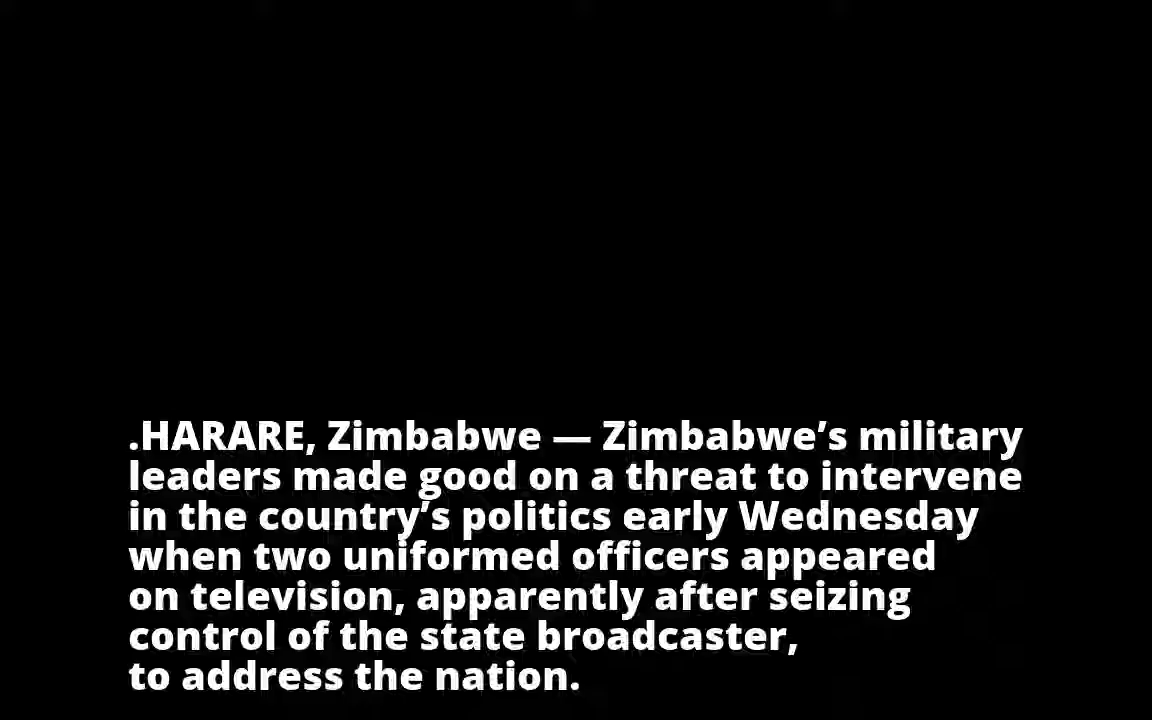 .HARARE, Zimbabwe — Zimbabwe’s military
leaders made good on a threat to intervene
in the country’s politics early Wednesday
when two uniformed officers appeared
on television, apparently after seizing
control of the state broadcaster,
to address the nation.